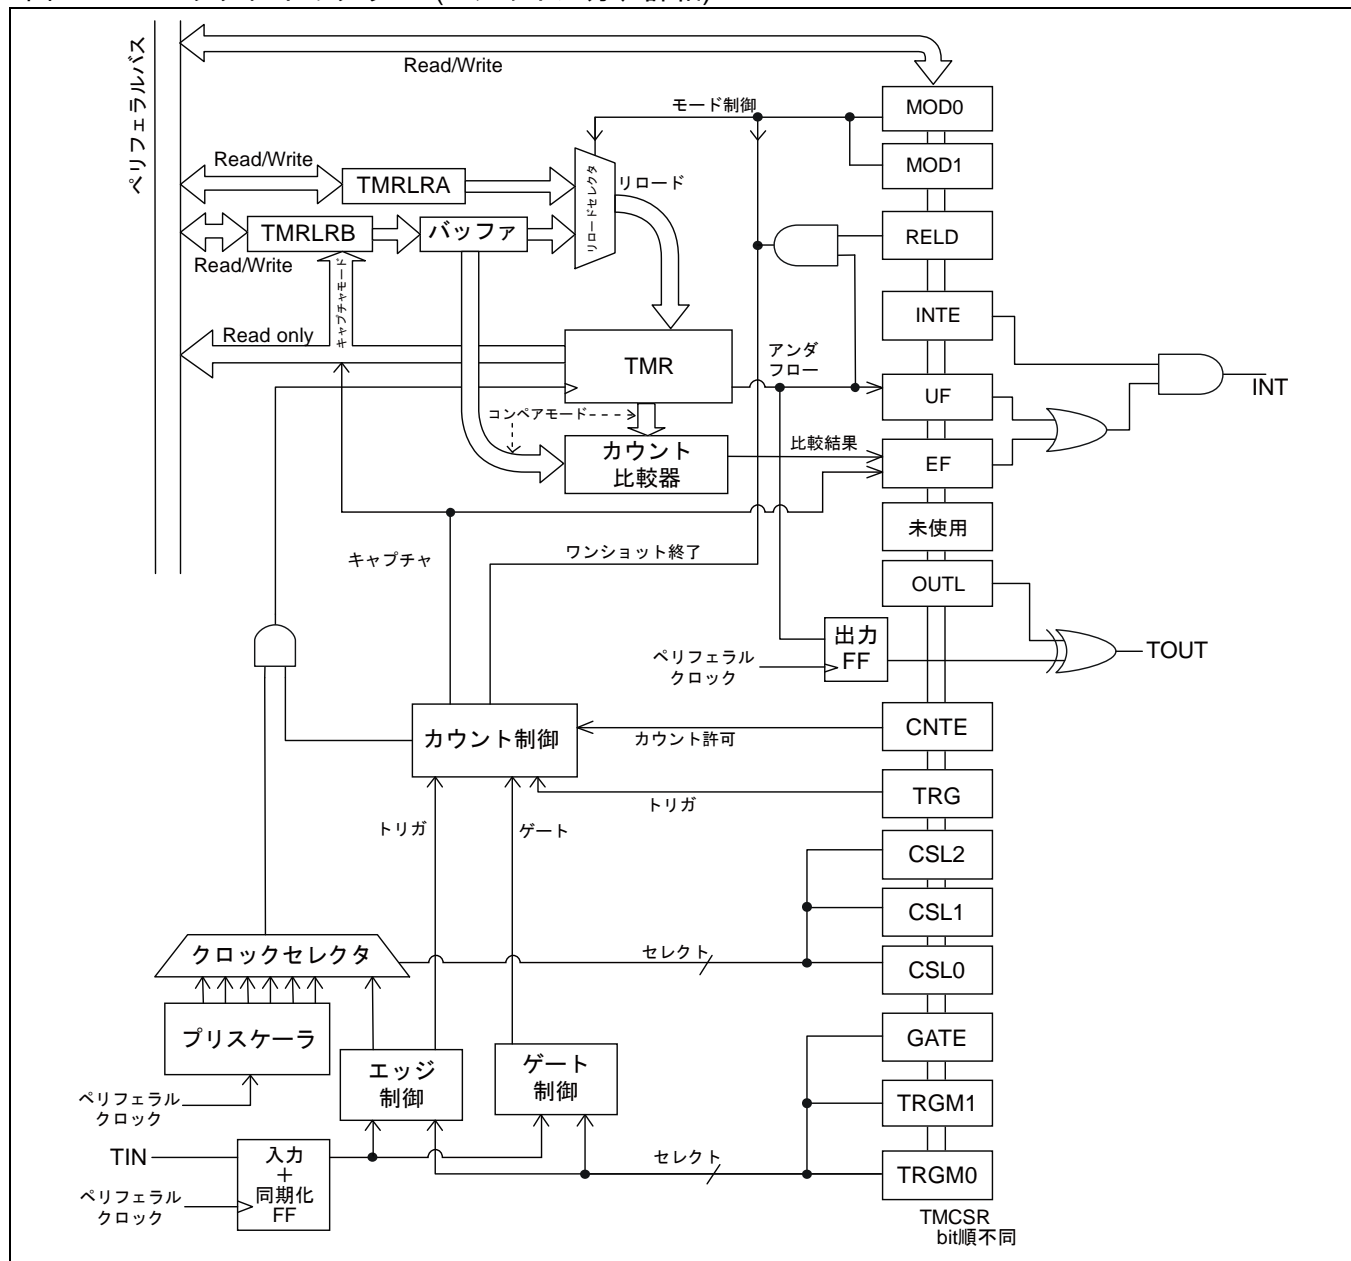 ペリフェラルバス
Read/Write
モード制御
MOD0
MOD1
Read/Write
TMRLRA
リロードセレクタ
リロード
TMRLRB
バッファ
RELD
Read/Write
キャプチャモード
INTE
Read only
TMR
アンダ
フロー
UF
INT
コンペアモード
カウント
比較器
比較結果
EF
未使用
キャプチャ
ワンショット終了
OUTL
出力
FF
ペリフェラル
クロック
TOUT
カウント制御
カウント許可
CNTE
トリガ
TRG
トリガ
ゲート
CSL2
CSL1
クロックセレクタ
セレクト
CSL0
プリスケーラ
GATE
エッジ
制御
ゲート
制御
ペリフェラル
クロック
TRGM1
TIN
入力
+
同期化
FF
セレクト
TRGM0
ペリフェラル
クロック
TMCSR
bit順不同